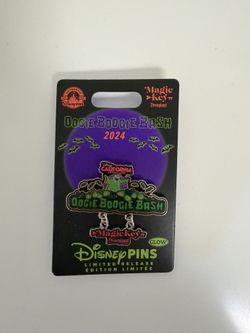 Magic Key
Disneyland
OOGIE BOOGIE BASH
2024
CALIFORNIA
OOGIE BOOGIE BASH
Magic Key
Disney PINS
GLOW
LIMITED RELEASE
EDITION LIMITÉE